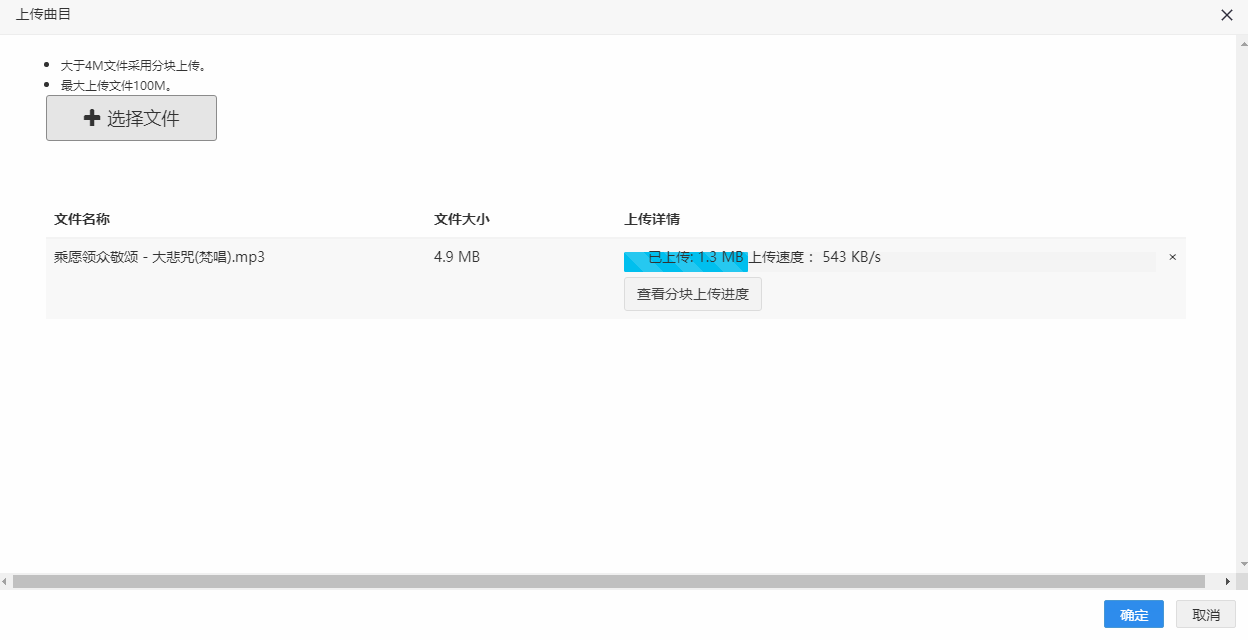 上传曲目
大于4M文件采用分块上传。
最大上传文件100M。
选择文件
文件名称 文件大小 上传详情
乘愿领众敬颂 - 大悲咒(梵唱).mp3 4.9 MB 已上传: 1.3 MB 上传速度： 543 KB/s ×
查看分块上传进度
确定 取消